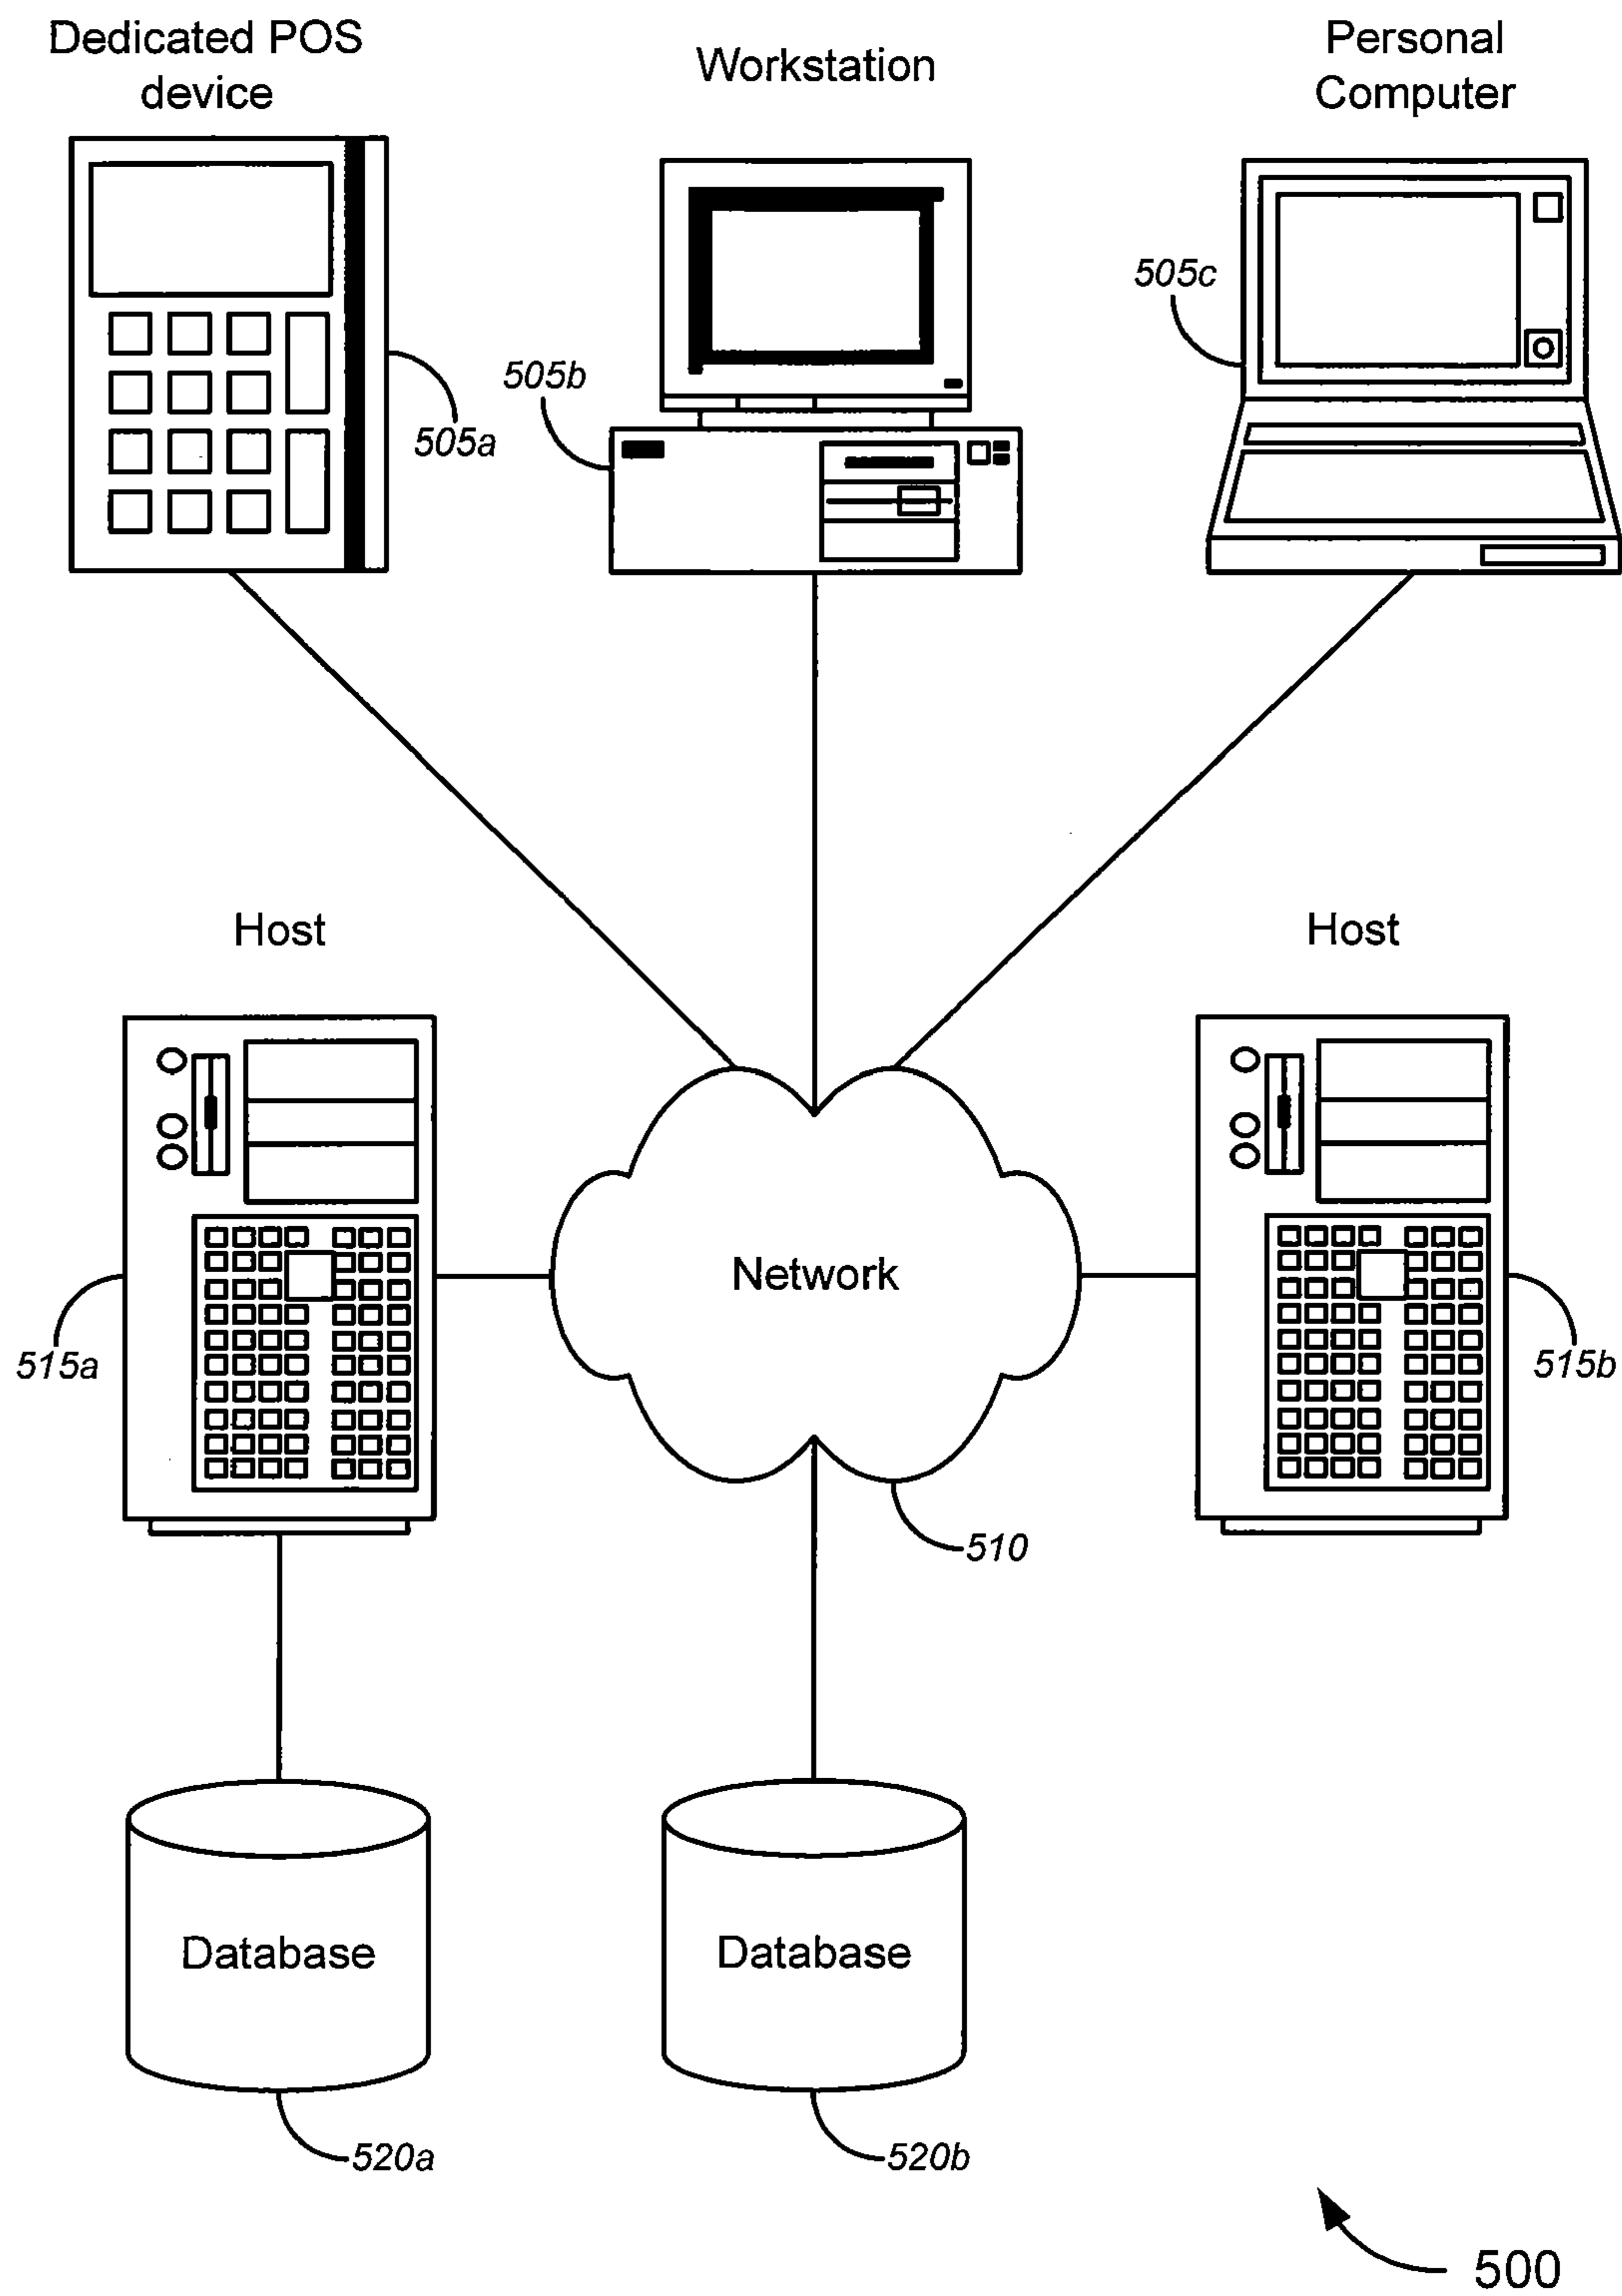 Dedicated POS
device
Workstation
Personal
Computer
505c
505b
505a
Host
Host
Network
515a
515b
510
Database
Database
520a
520b
500